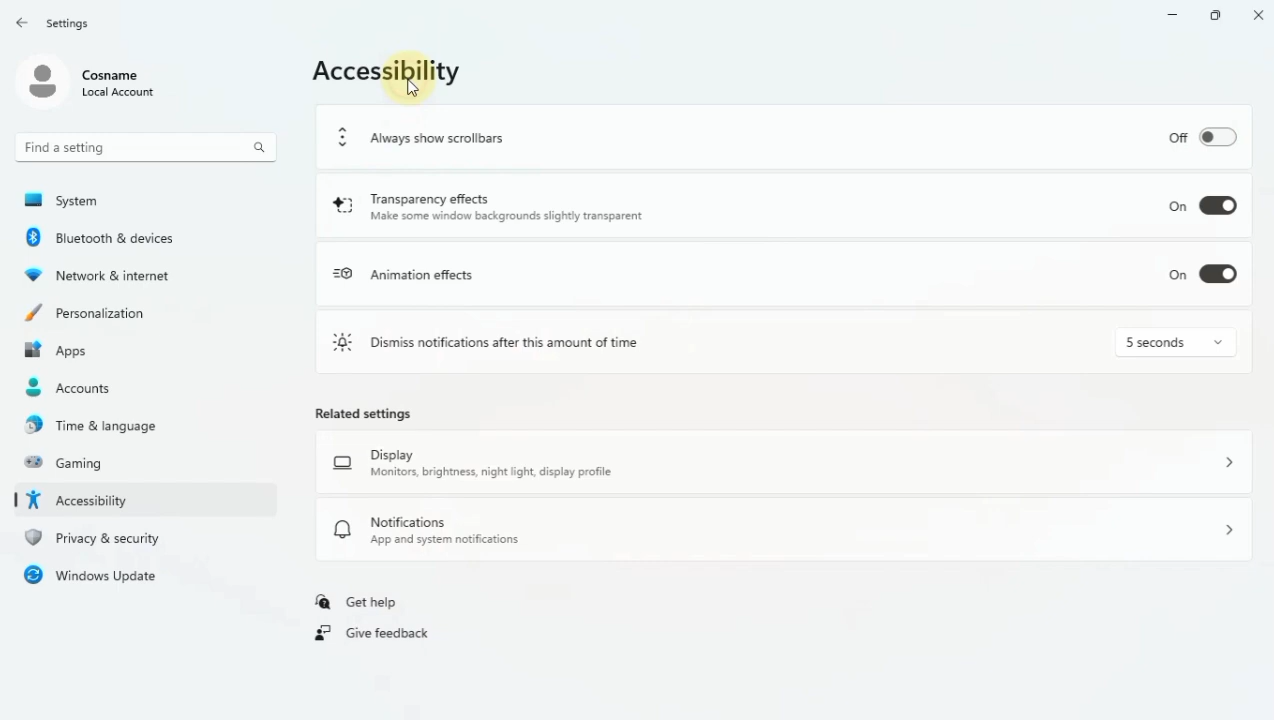 Settings
Cosname
Local Account
Find a setting
System
Bluetooth & devices
Network & internet
Personalization
Apps
Accounts
Time & language
Gaming
Accessibility
Privacy & security
Windows Update
Accessibility
Always show scrollbars
Off
Transparency effects
Make some window backgrounds slightly transparent
On
Animation effects
On
Dismiss notifications after this amount of time
5 seconds
Related settings
Display
Monitors, brightness, night light, display profile
Notifications
App and system notifications
Get help
Give feedback